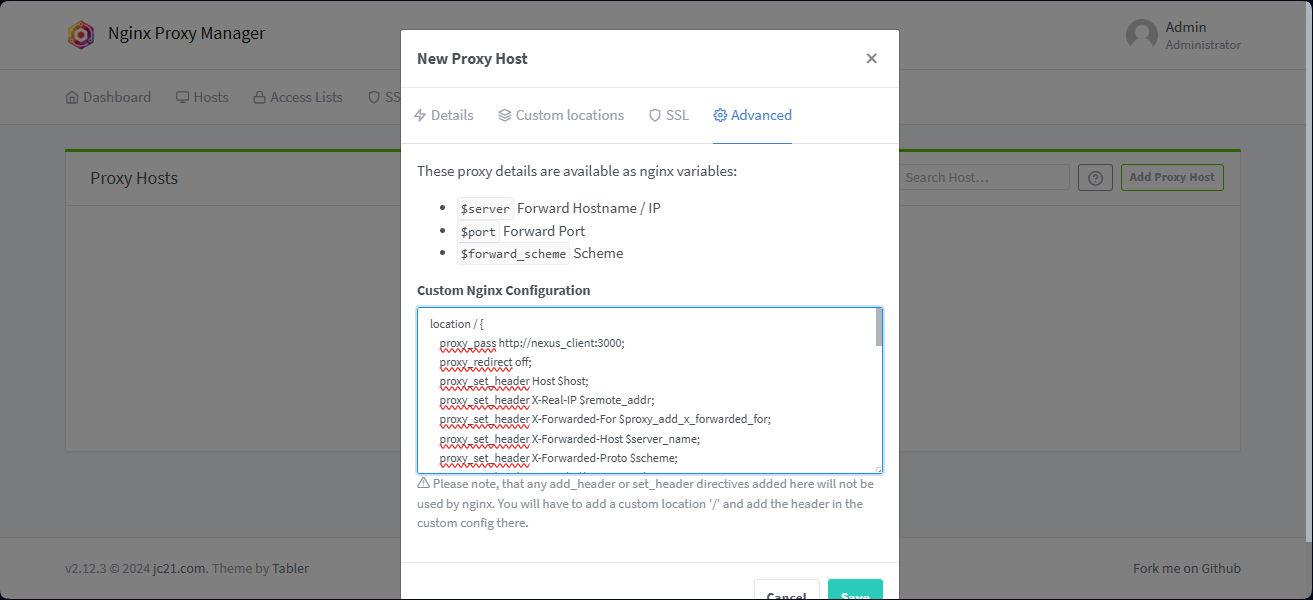 Nginx Proxy Manager
Admin
Administrator
Dashboard
Hosts
Access Lists
SS
Proxy Hosts
Search Host…
Add Proxy Host
New Proxy Host
Details
Custom locations
SSL
Advanced
These proxy details are available as nginx variables:
$server Forward Hostname / IP
$port Forward Port
$forward_scheme Scheme
Custom Nginx Configuration
location / {
proxy_pass http://nexus_client:3000;
proxy_redirect off;
proxy_set_header Host $host;
proxy_set_header X-Real-IP $remote_addr;
proxy_set_header X-Forwarded-For $proxy_add_x_forwarded_for;
proxy_set_header X-Forwarded-Host $server_name;
proxy_set_header X-Forwarded-Proto $scheme;
Please note, that any add_header or set_header directives added here will not be
used by nginx. You will have to add a custom location '/' and add the header in the
custom config there.
Cancel
Save
v2.12.3 © 2024 jc21.com. Theme by Tabler
Fork me on Github